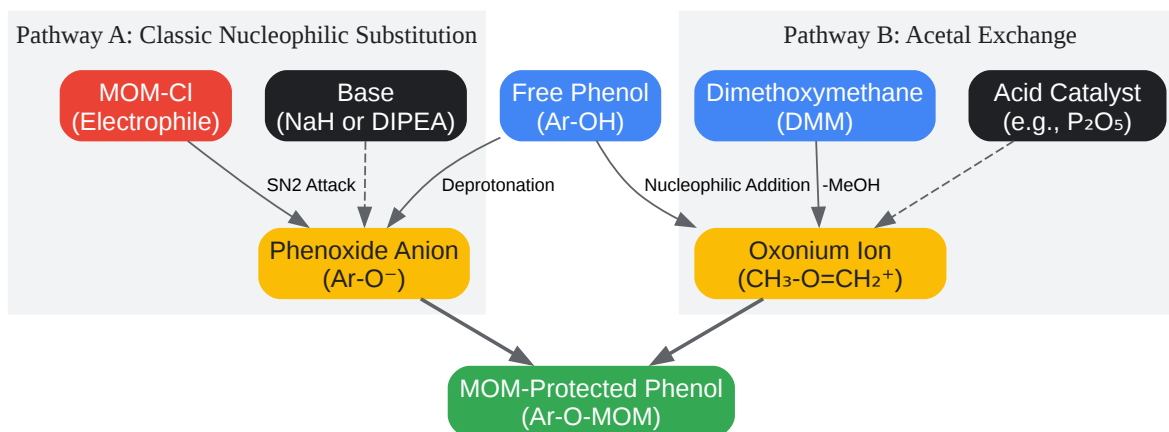 Pathway A: Classic Nucleophilic Substitution
Pathway B: Acetal Exchange
MOM-Cl
(Electrophile)
Base
(NaH or DIPEA)
Free Phenol
(Ar-OH)
Dimethoxymethane
(DMM)
Acid Catalyst
(e.g., P₂O₅)
SN2 Attack
Deprotonation
Nucleophilic Addition
-MeOH
Phenoxide Anion
(Ar-O⁻)
Oxonium Ion
(CH₃-O=CH₂⁺)
MOM-Protected Phenol
(Ar-O-MOM)